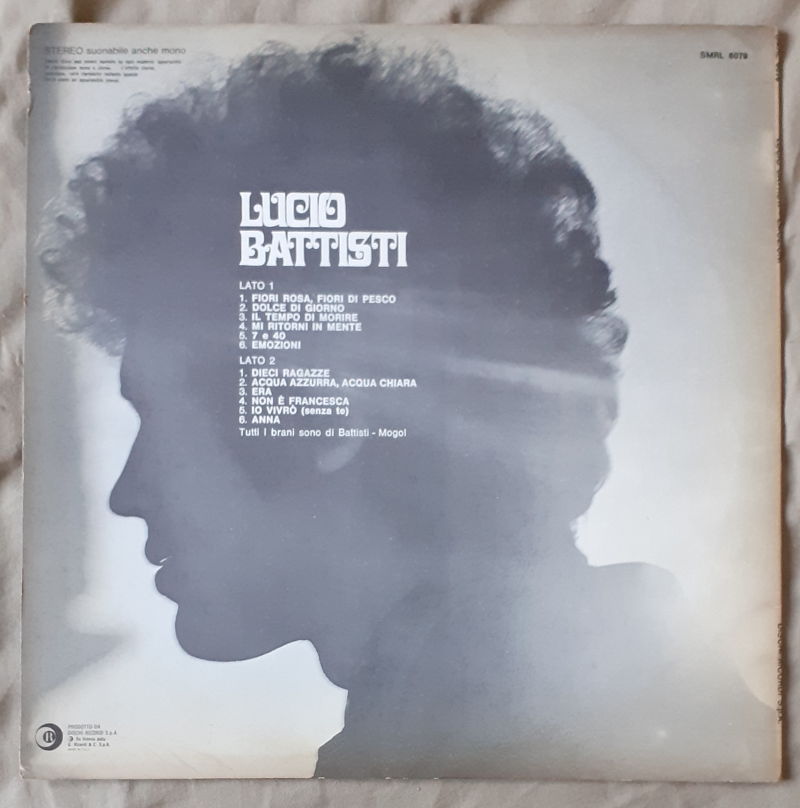 STEREO suonabile anche mono
SMRL 6079
LUCIO
BATTISTI
LATO 1
1. FIORI ROSA, FIORI DI PESCO
2. DOLCE DI GIORNO
3. IL TEMPO DI MORIRE
4. MI RITORNI IN MENTE
5. 7 e 40
6. EMOZIONI
LATO 2
1. DIECI RAGAZZE
2. ACQUA AZZURRA, ACQUA CHIARA
3. ERA
4. NON È FRANCESCA
5. IO VIVRÒ (senza te)
6. ANNA
Tutti i brani sono di Battisti - Mogol
R
PRODOTTO DA
DISCHI RICORDI S.p.A
G. Ricordi & C. S.p.A.